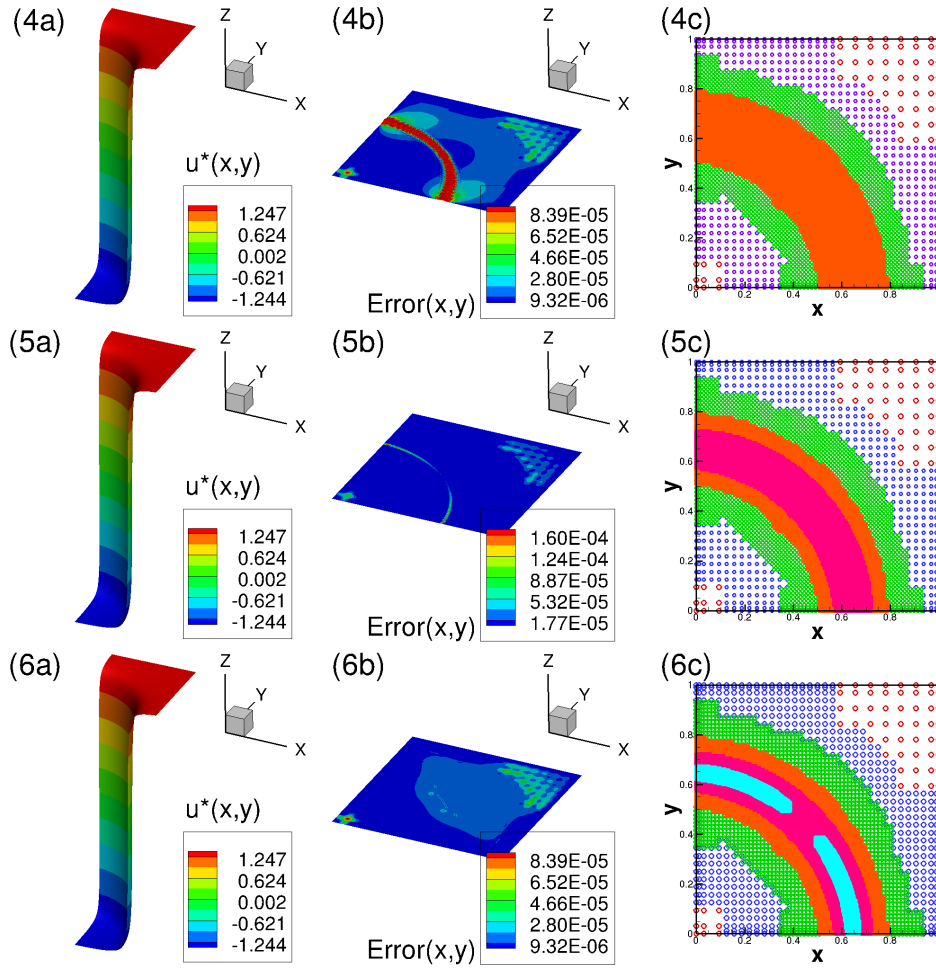 (4a)
Z
Y
X
u*(x,y)
1.247
0.624
0.002
-0.621
-1.244
(4b)
Z
Y
X
8.39E-05
6.52E-05
4.66E-05
2.80E-05
9.32E-06
Error(x,y)
(4c)
1
0.8
0.6
0.4
0.2
0
y
0.2 0.4 0.6 0.8
x
(5a)
Z
Y
X
u*(x,y)
1.247
0.624
0.002
-0.621
-1.244
(5b)
Z
Y
X
1.60E-04
1.24E-04
8.87E-05
5.32E-05
1.77E-05
Error(x,y)
(5c)
1
0.8
0.6
0.4
0.2
0
y
0.2 0.4 0.6 0.8
x
(6a)
Z
Y
X
u*(x,y)
1.247
0.624
0.002
-0.621
-1.244
(6b)
Z
Y
X
8.39E-05
6.52E-05
4.66E-05
2.80E-05
9.32E-06
Error(x,y)
(6c)
1
0.8
0.6
0.4
0.2
0
y
0.2 0.4 0.6 0.8
x